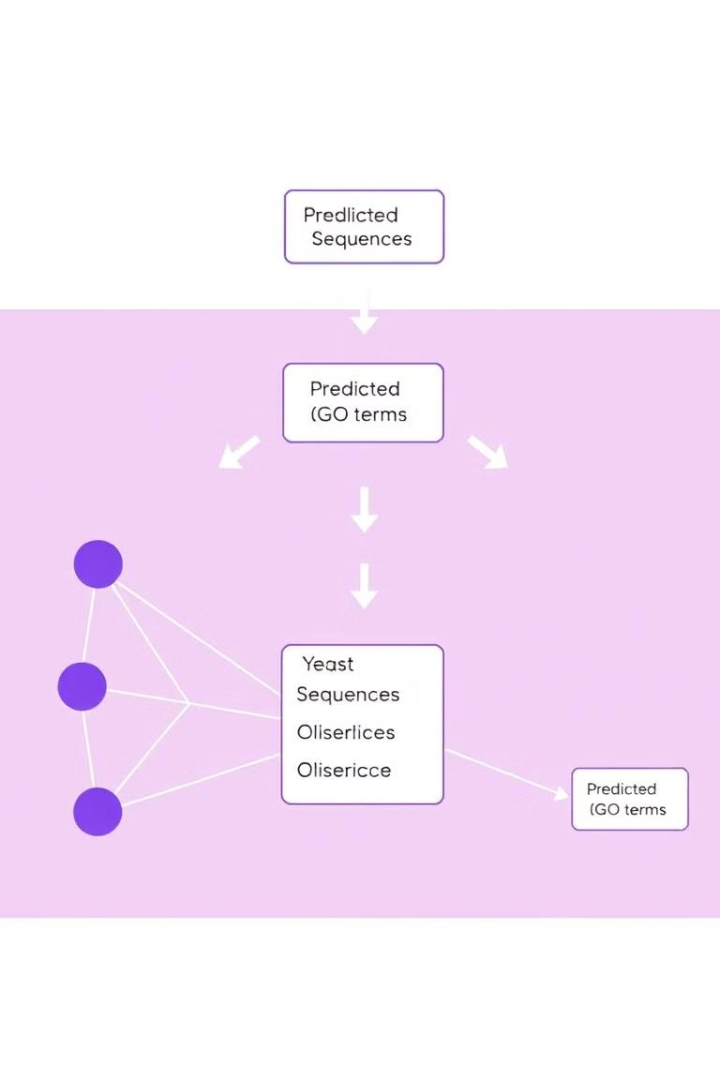 Predlicted
Sequences
Predicted
(GO terms
Yeast
Sequences
Oliserlices
Olisericce
Predicted
(GO terms